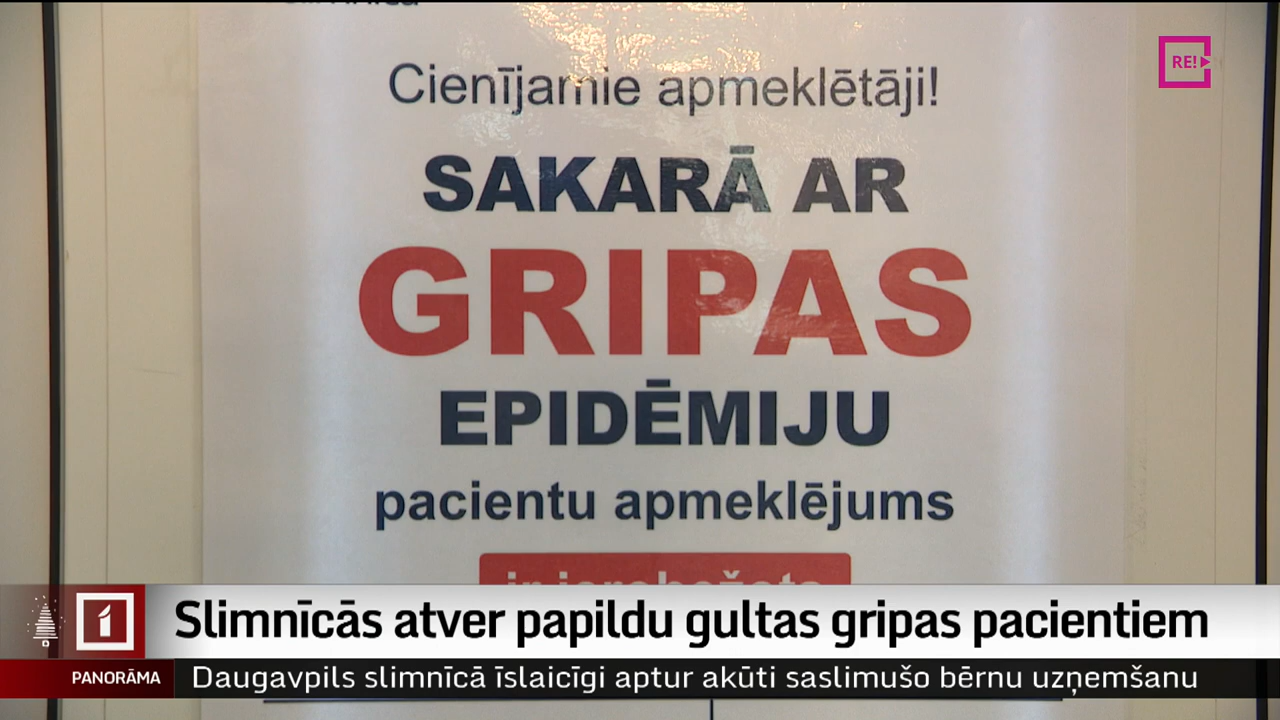 RE!
Cienījamie apmeklētāji!
SAKARĀ AR
GRIPAS
EPIDĒMIJU
pacientu apmeklējums
1
Slimnīcās atver papildu gultas gripas pacientiem
PANORĀMA
Daugavpils slimnīcā īslaicīgi aptur akūti saslimušo bērnu uzņemšanu